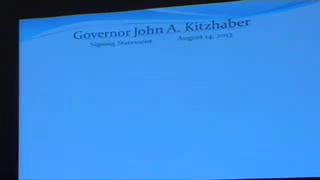 Governor John A. Kitzhaber
Signing Statement August 14, 2013